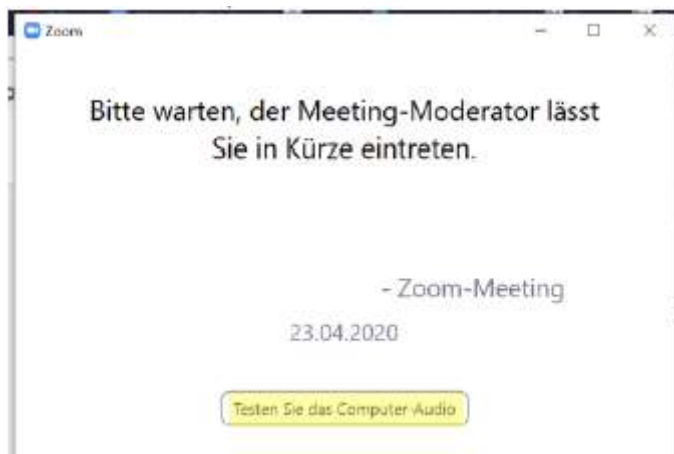 Zoom
Bitte warten, der Meeting-Moderator lässt
Sie in Kürze eintreten.
- Zoom-Meeting
23.04.2020
Testen Sie das Computer-Audio